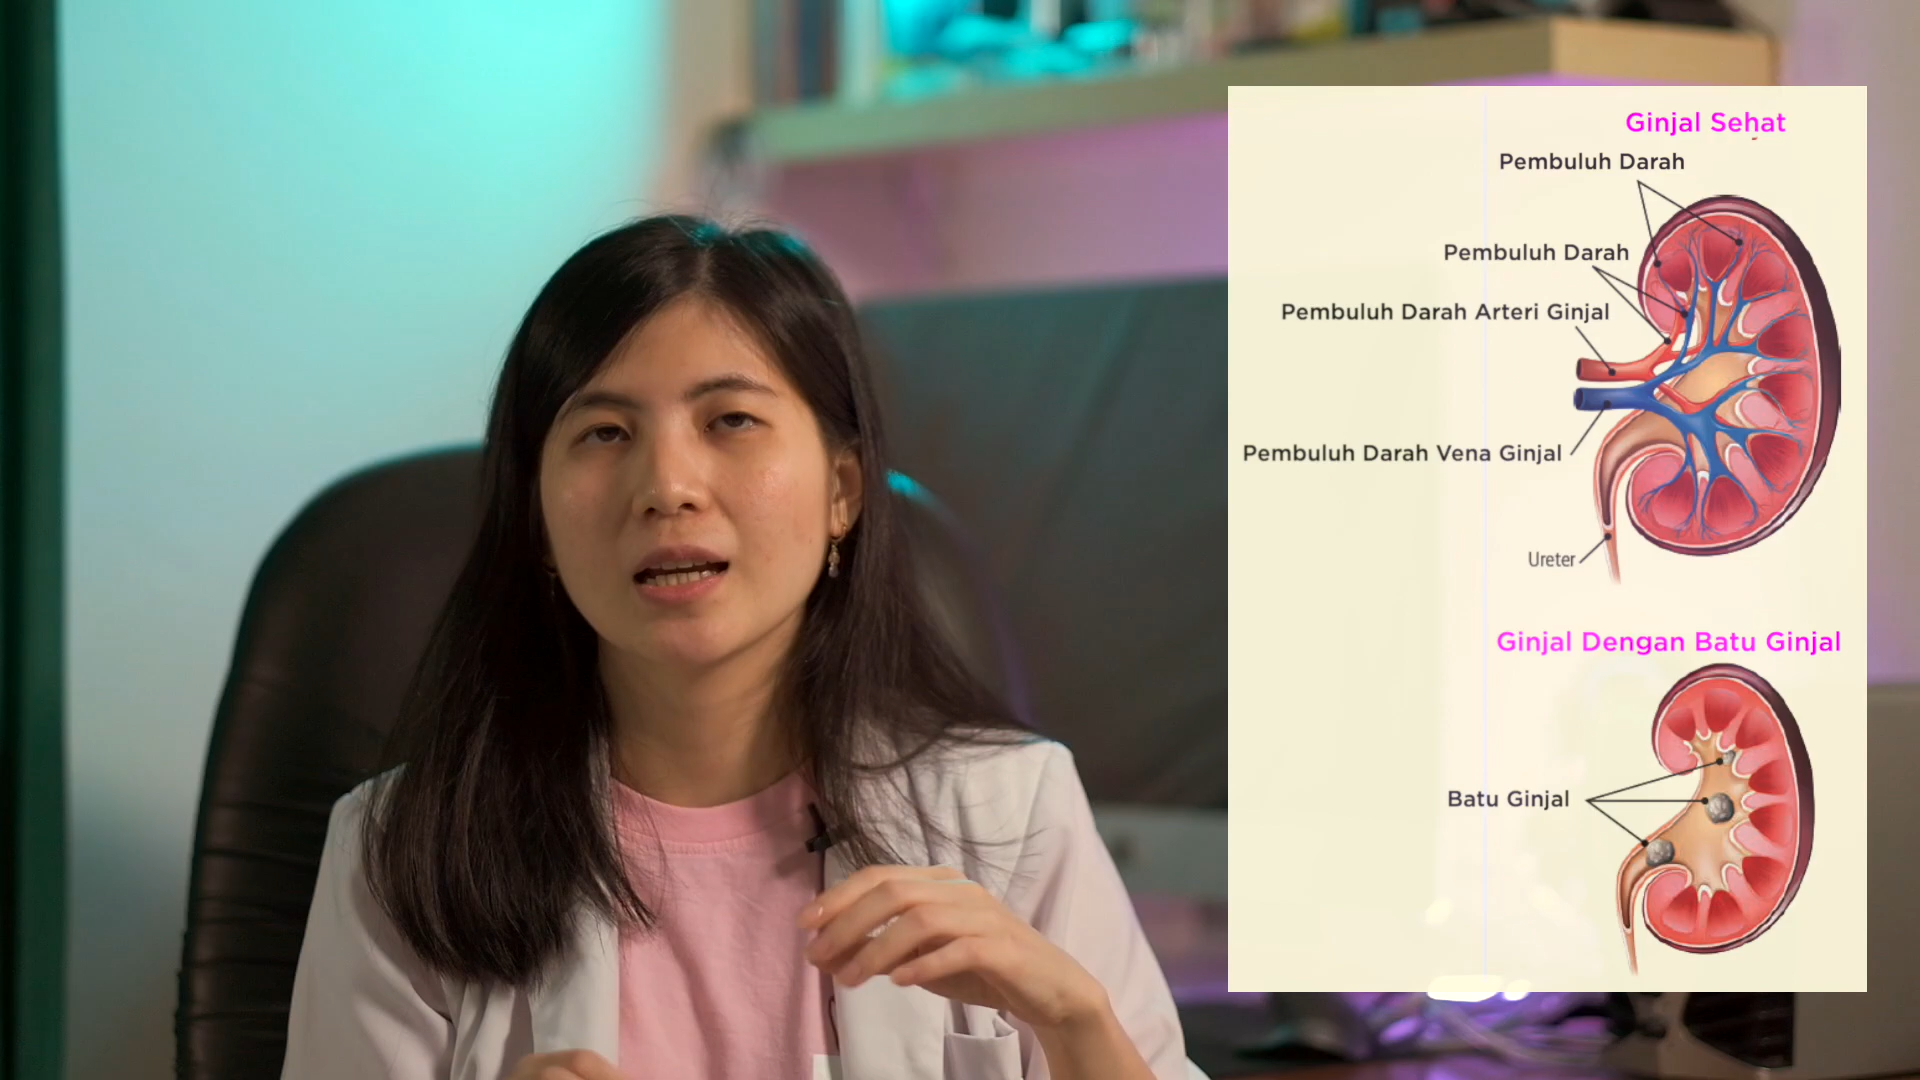 Ginjal Sehat
Pembuluh Darah
Pembuluh Darah
Pembuluh Darah Arteri Ginjal
Pembuluh Darah Vena Ginjal
Ureter
Ginjal Dengan Batu Ginjal
Batu Ginjal